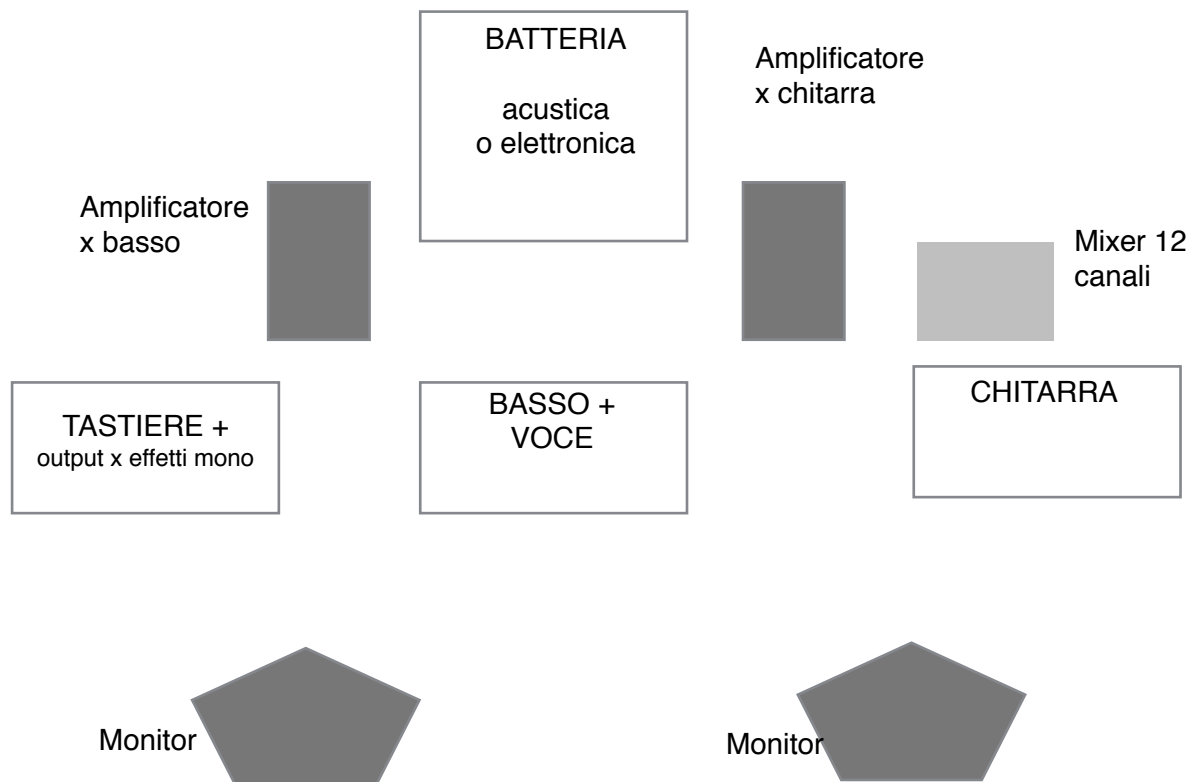 BATTERIA
acustica
o elettronica
Amplificatore
x chitarra
Amplificatore
x basso
Mixer 12
canali
TASTIERE +
output x effetti mono
BASSO +
VOCE
CHITARRA
Monitor
Monitor